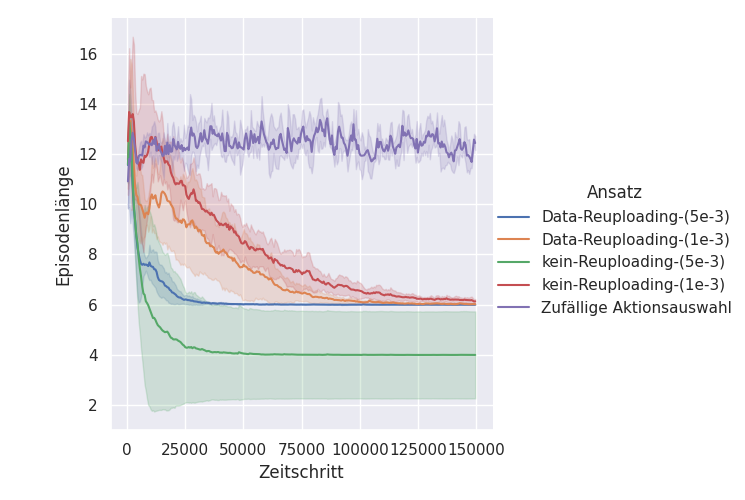 16
14
12
10
8
6
4
2
Episodenlänge
0 25000 50000 75000 100000 125000 150000
Zeitschritt
Ansatz
Data-Reuploading-(5e-3)
Data-Reuploading-(1e-3)
kein-Reuploading-(5e-3)
kein-Reuploading-(1e-3)
Zufällige Aktionsauswahl